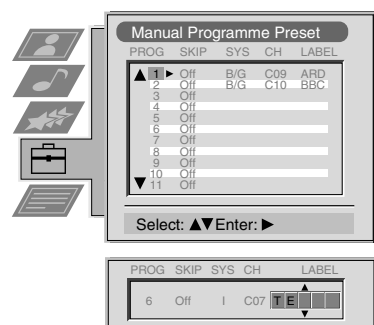 Manual Programme Preset
PROG SKIP SYS CH LABEL
1 Off B/G C09 ARD
2 Off B/G C10 BBC
3 Off
4 Off
5 Off
6 Off
7 Off
8 Off
9 Off
10 Off
11 Off
Select: ▲▼ Enter: ▶
PROG SKIP SYS CH LABEL
6 Off I C07 T E